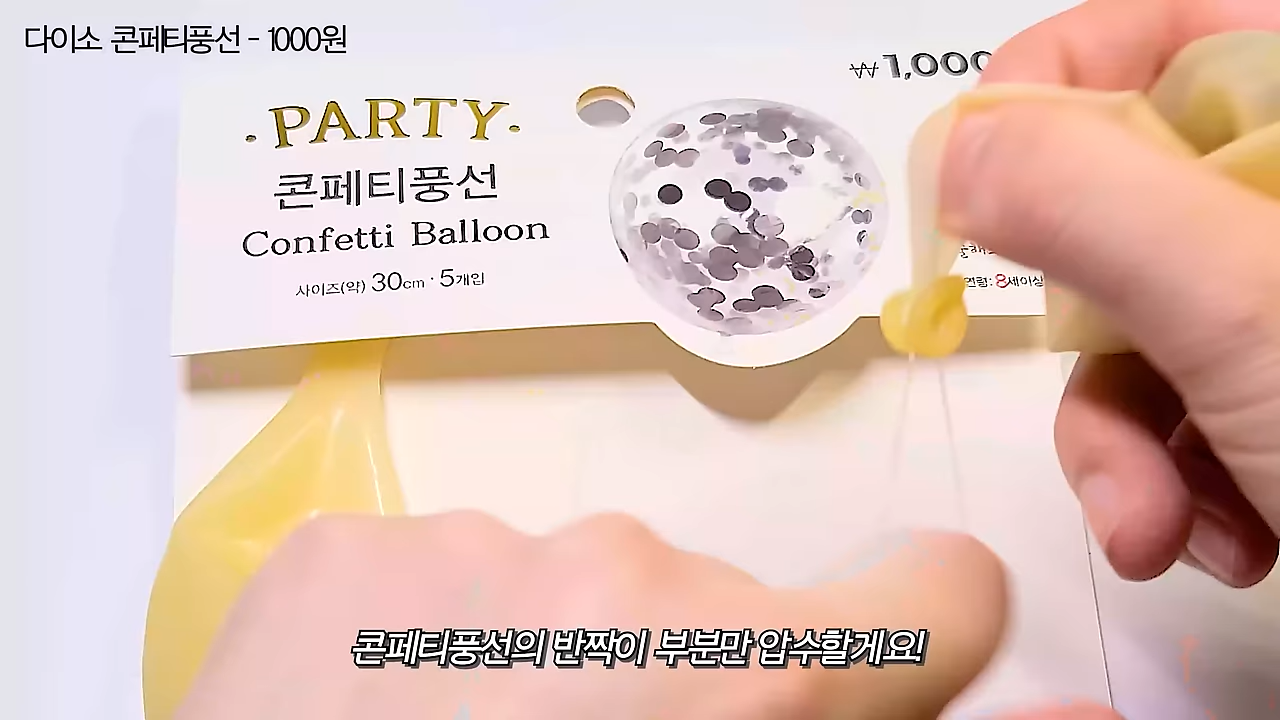 다이소 콘페티풍선 - 1000원
₩1,000
·PARTY·
콘페티풍선
Confetti Balloon
사이즈(약) 30cm · 5개입
연령: 8세이상
콘페티풍선의 반짝이 부분만 압수할게요!